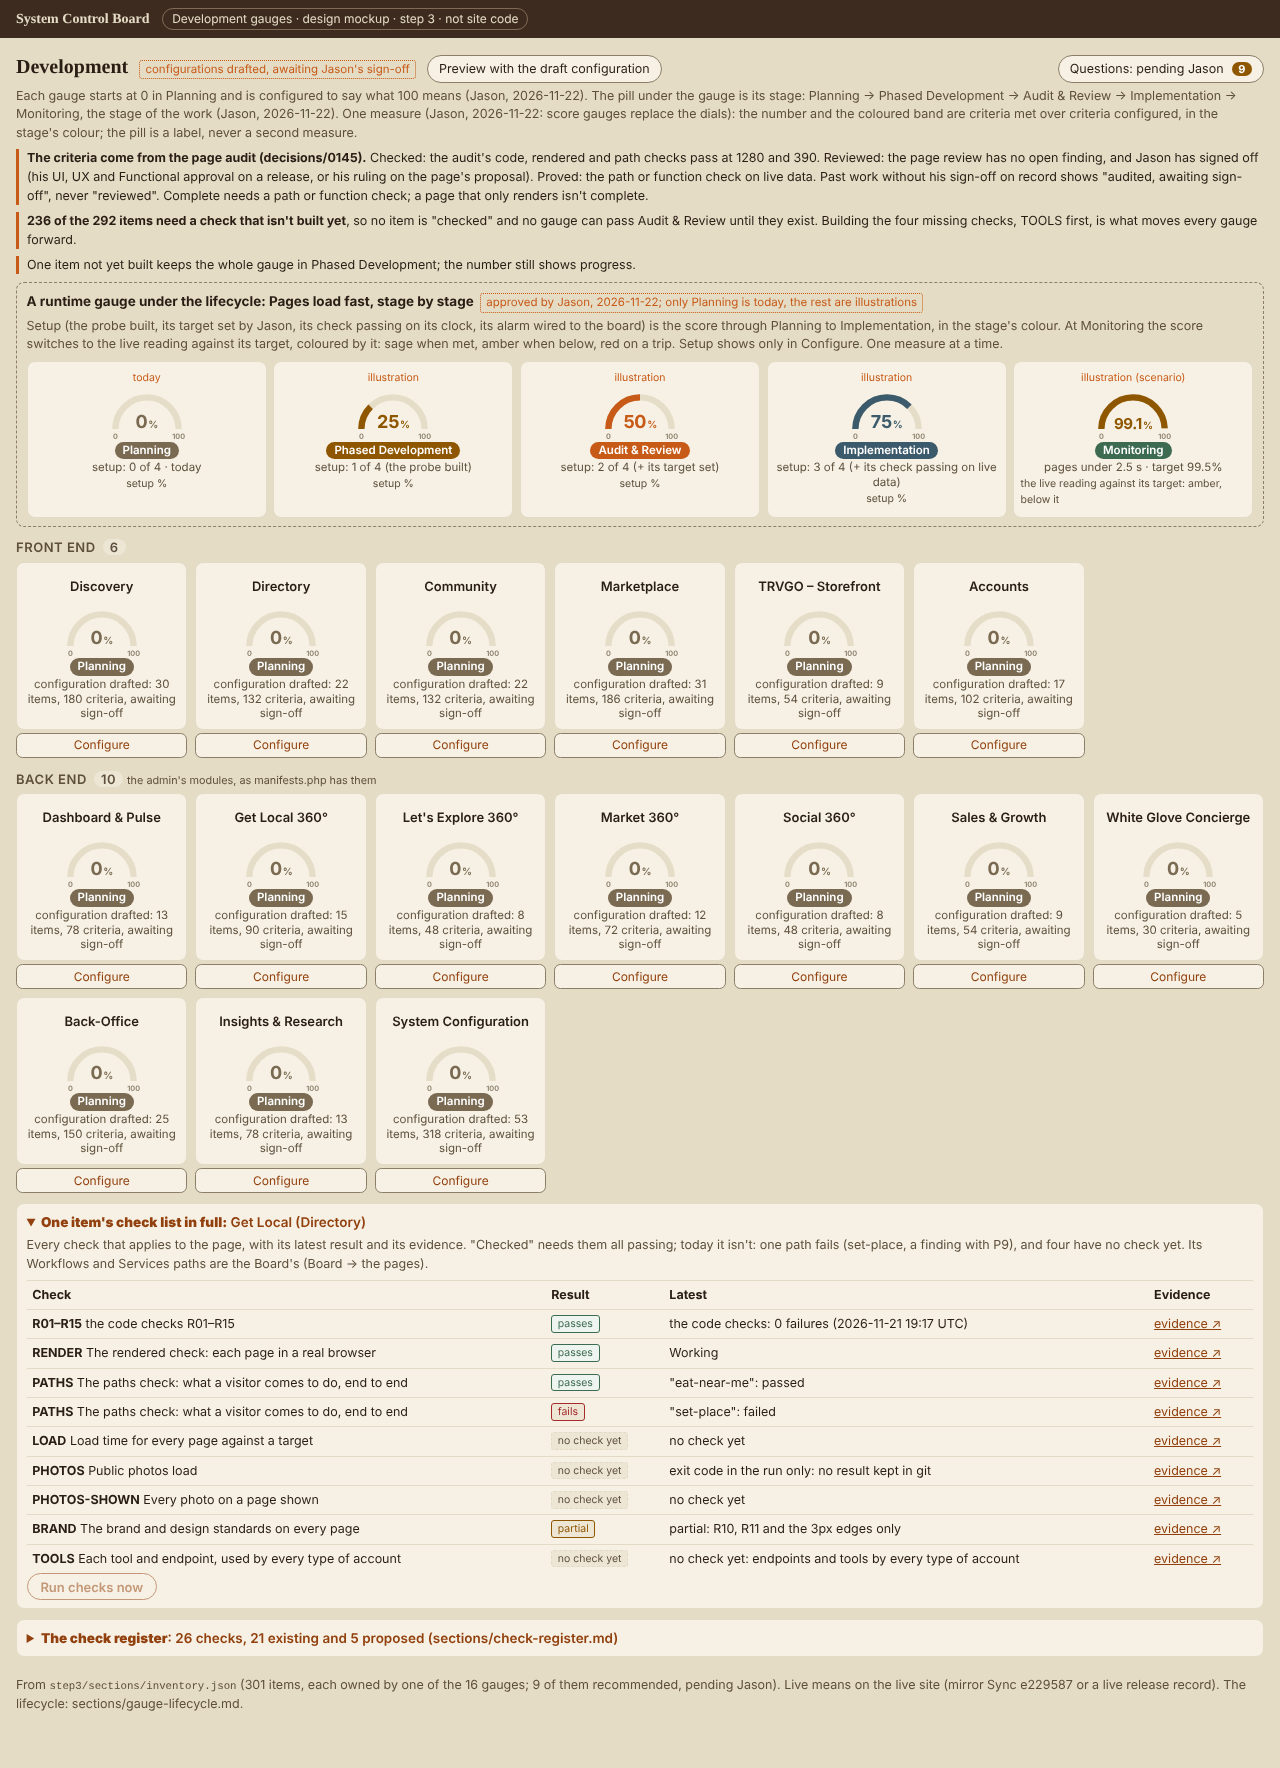 System Control Board
Development gauges · design mockup · step 3 · not site code
Development
configurations drafted, awaiting Jason's sign-off
Preview with the draft configuration
Questions: pending Jason 9
Each gauge starts at 0 in Planning and is configured to say what 100 means (Jason, 2026-11-22). The pill under the gauge is its stage: Planning → Phased Development → Audit & Review → Implementation →
Monitoring, the stage of the work (Jason, 2026-11-22). One measure (Jason, 2026-11-22: score gauges replace the dials): the number and the coloured band are criteria met over criteria configured, in the
stage's colour; the pill is a label, never a second measure.
The criteria come from the page audit (decisions/0145). Checked: the audit's code, rendered and path checks pass at 1280 and 390. Reviewed: the page review has no open finding, and Jason has signed off
(his UI, UX and Functional approval on a release, or his ruling on the page's proposal). Proved: the path or function check on live data. Past work without his sign-off on record shows "audited, awaiting sign-
off", never "reviewed". Complete needs a path or function check; a page that only renders isn't complete.
236 of the 292 items need a check that isn't built yet, so no item is "checked" and no gauge can pass Audit & Review until they exist. Building the four missing checks, TOOLS first, is what moves every gauge
forward.
One item not yet built keeps the whole gauge in Phased Development; the number still shows progress.
A runtime gauge under the lifecycle: Pages load fast, stage by stage
approved by Jason, 2026-11-22; only Planning is today, the rest are illustrations
Setup (the probe built, its target set by Jason, its check passing on its clock, its alarm wired to the board) is the score through Planning to Implementation, in the stage's colour. At Monitoring the score
switches to the live reading against its target, coloured by it: sage when met, amber when below, red on a trip. Setup shows only in Configure. One measure at a time.
today
0%
0 100
Planning
setup: 0 of 4 · today
setup %
illustration
25%
0 100
Phased Development
setup: 1 of 4 (the probe built)
setup %
illustration
50%
0 100
Audit & Review
setup: 2 of 4 (+ its target set)
setup %
illustration
75%
0 100
Implementation
setup: 3 of 4 (+ its check passing on live
data)
setup %
illustration (scenario)
99.1%
0 100
Monitoring
pages under 2.5 s · target 99.5%
the live reading against its target: amber,
below it
FRONT END 6
Discovery
0%
0 100
Planning
configuration drafted: 30
items, 180 criteria, awaiting
sign-off
Configure
Directory
0%
0 100
Planning
configuration drafted: 22
items, 132 criteria, awaiting
sign-off
Configure
Community
0%
0 100
Planning
configuration drafted: 22
items, 132 criteria, awaiting
sign-off
Configure
Marketplace
0%
0 100
Planning
configuration drafted: 31
items, 186 criteria, awaiting
sign-off
Configure
TRVGO – Storefront
0%
0 100
Planning
configuration drafted: 9
items, 54 criteria, awaiting
sign-off
Configure
Accounts
0%
0 100
Planning
configuration drafted: 17
items, 102 criteria, awaiting
sign-off
Configure
BACK END 10 the admin's modules, as manifests.php has them
Dashboard & Pulse
0%
0 100
Planning
configuration drafted: 13
items, 78 criteria, awaiting
sign-off
Configure
Get Local 360°
0%
0 100
Planning
configuration drafted: 15
items, 90 criteria, awaiting
sign-off
Configure
Let's Explore 360°
0%
0 100
Planning
configuration drafted: 8
items, 48 criteria, awaiting
sign-off
Configure
Market 360°
0%
0 100
Planning
configuration drafted: 12
items, 72 criteria, awaiting
sign-off
Configure
Social 360°
0%
0 100
Planning
configuration drafted: 8
items, 48 criteria, awaiting
sign-off
Configure
Sales & Growth
0%
0 100
Planning
configuration drafted: 9
items, 54 criteria, awaiting
sign-off
Configure
White Glove Concierge
0%
0 100
Planning
configuration drafted: 5
items, 30 criteria, awaiting
sign-off
Configure
Back-Office
0%
0 100
Planning
configuration drafted: 25
items, 150 criteria, awaiting
sign-off
Configure
Insights & Research
0%
0 100
Planning
configuration drafted: 13
items, 78 criteria, awaiting
sign-off
Configure
System Configuration
0%
0 100
Planning
configuration drafted: 53
items, 318 criteria, awaiting
sign-off
Configure
▼ One item's check list in full: Get Local (Directory)
Every check that applies to the page, with its latest result and its evidence. "Checked" needs them all passing; today it isn't: one path fails (set-place, a finding with P9), and four have no check yet. Its
Workflows and Services paths are the Board's (Board → the pages).
Check Result Latest Evidence
R01–R15 the code checks R01–R15 passes the code checks: 0 failures (2026-11-21 19:17 UTC) evidence ↗
RENDER The rendered check: each page in a real browser passes Working evidence ↗
PATHS The paths check: what a visitor comes to do, end to end passes "eat-near-me": passed evidence ↗
PATHS The paths check: what a visitor comes to do, end to end fails "set-place": failed evidence ↗
LOAD Load time for every page against a target no check yet no check yet evidence ↗
PHOTOS Public photos load no check yet exit code in the run only: no result kept in git evidence ↗
PHOTOS-SHOWN Every photo on a page shown no check yet no check yet evidence ↗
BRAND The brand and design standards on every page partial partial: R10, R11 and the 3px edges only evidence ↗
TOOLS Each tool and endpoint, used by every type of account no check yet no check yet: endpoints and tools by every type of account evidence ↗
Run checks now
▶ The check register: 26 checks, 21 existing and 5 proposed (sections/check-register.md)
From step3/sections/inventory.json (301 items, each owned by one of the 16 gauges; 9 of them recommended, pending Jason). Live means on the live site (mirror Sync e229587 or a live release record). The
lifecycle: sections/gauge-lifecycle.md.